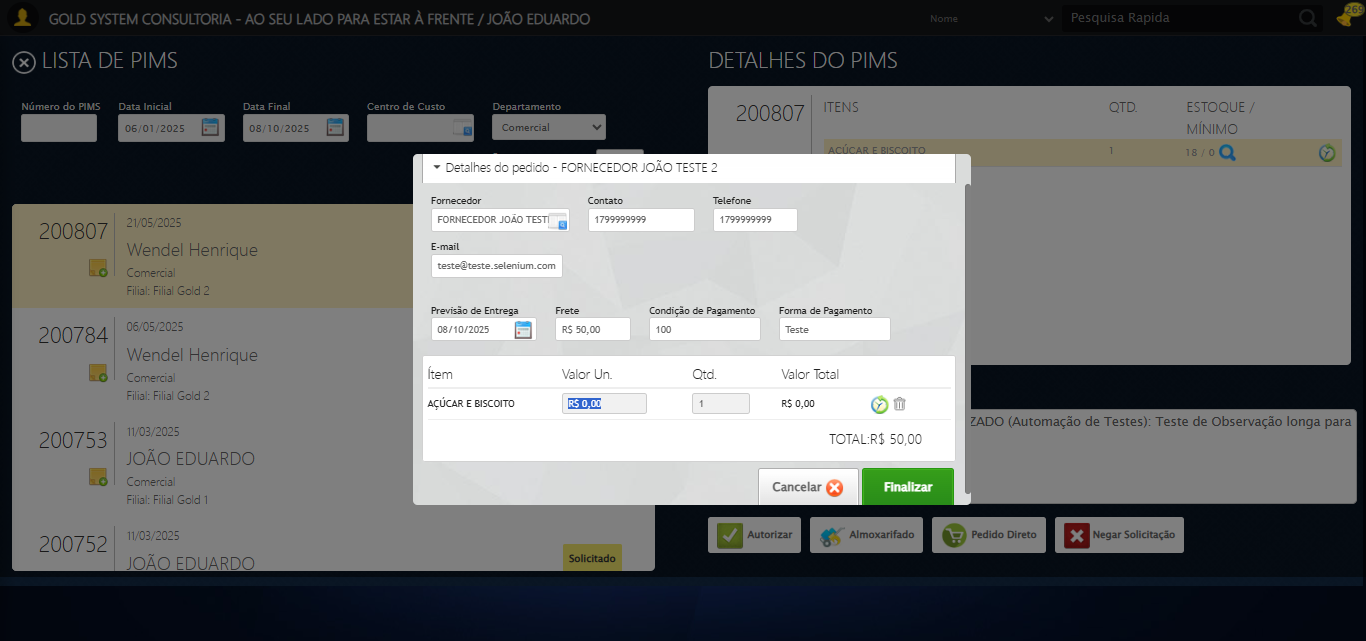 GOLD SYSTEM CONSULTORIA - AO SEU LADO PARA ESTAR À FRENTE / JOÃO EDUARDO
Nome
Pesquisa Rapida
269
LISTA DE PIMS
Número do PIMS
Data Inicial
Data Final
Centro de Custo
Departamento
06/01/2025
08/10/2025
Comercial
200807
21/05/2025
Wendel Henrique
Comercial
Filial: Filial Gold 2
200784
06/05/2025
Wendel Henrique
Comercial
Filial: Filial Gold 2
200753
11/03/2025
JOÃO EDUARDO
Comercial
Filial: Filial Gold 1
200752
11/03/2025
JOÃO EDUARDO
Solicitado
DETALHES DO PIMS
200807
ITENS
QTD.
ESTOQUE /
MÍNIMO
AÇÚCAR E BISCOITO
1
18 / 0
ZADO (Automação de Testes): Teste de Observação longa para
Autorizar
Almoxarifado
Pedido Direto
Negar Solicitação
Detalhes do pedido - FORNECEDOR JOÃO TESTE 2
Fornecedor
Contato
Telefone
FORNECEDOR JOÃO TEST
1799999999
1799999999
E-mail
teste@teste.selenium.com
Previsão de Entrega
Frete
Condição de Pagamento
Forma de Pagamento
08/10/2025
R$ 50,00
100
Teste
Ítem
Valor Un.
Qtd.
Valor Total
AÇÚCAR E BISCOITO
R$ 0,00
1
R$ 0,00
TOTAL:R$ 50,00
Cancelar
Finalizar